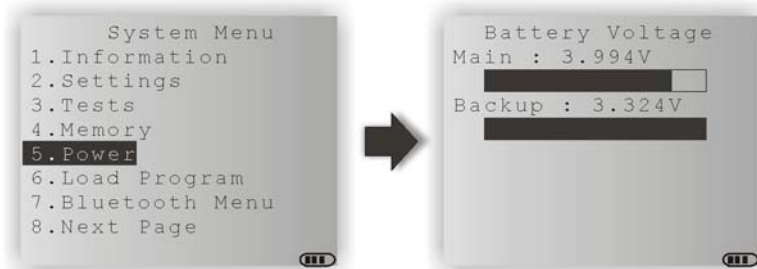 System Menu
1.Information
2.Settings
3.Tests
4.Memory
5.Power
6.Load Program
7.Bluetooth Menu
8.Next Page
Battery Voltage
Main : 3.994V
Backup : 3.324V